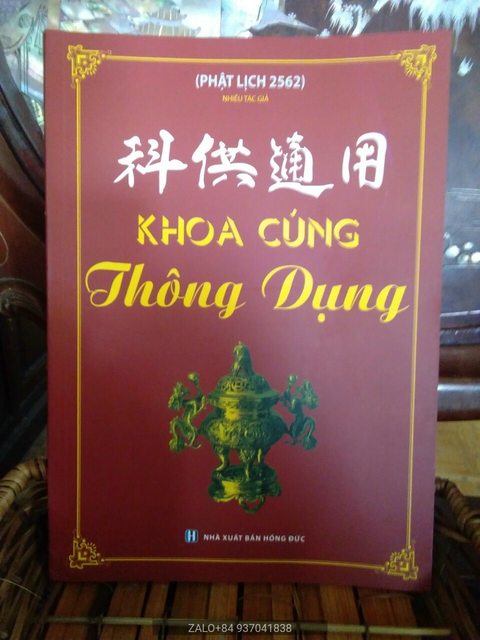 (PHẬT LỊCH 2562)
NHIỀU TÁC GIẢ
科供通用
KHOA CÚNG
Thông Dụng
H NHÀ XUẤT BẢN HỒNG ĐỨC
ZALO+84 937041838